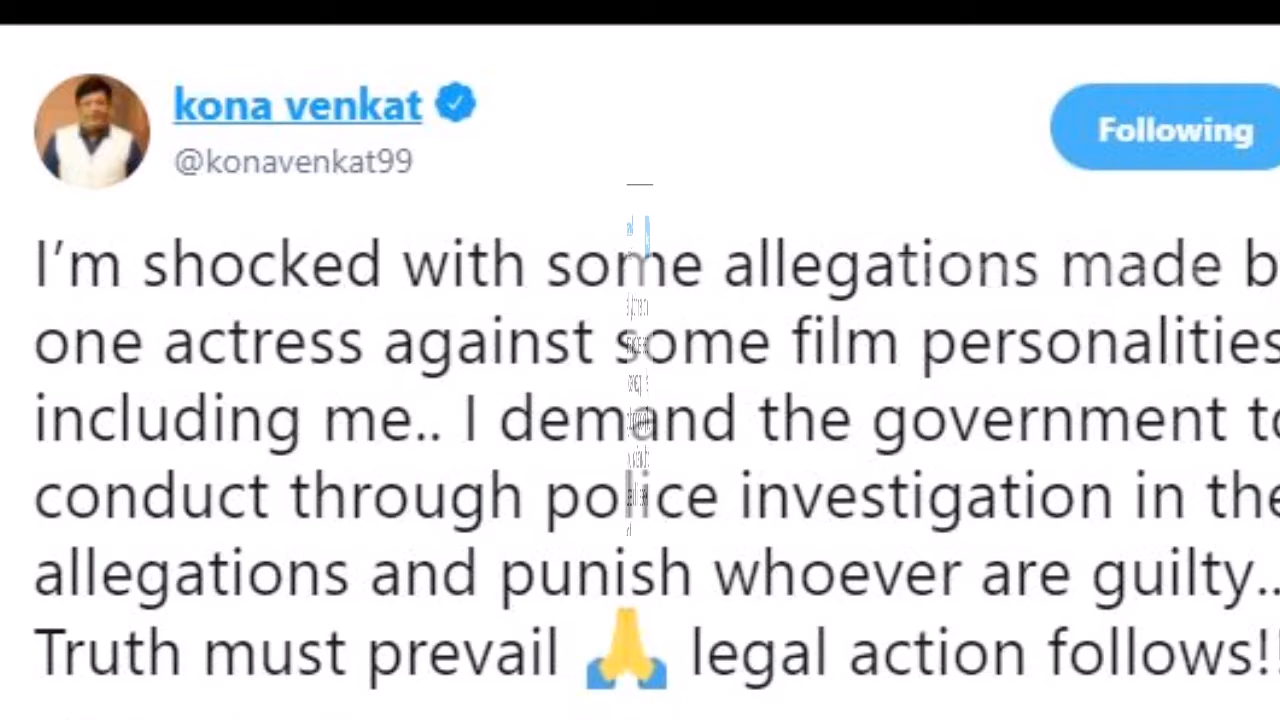 kona venkat
@konavenkat99
Following
I'm shocked with some allegations made b
one actress against some film personalities
including me.. I demand the government to
conduct through police investigation in the
allegations and punish whoever are guilty..
Truth must prevail 🙏 legal action follows!!